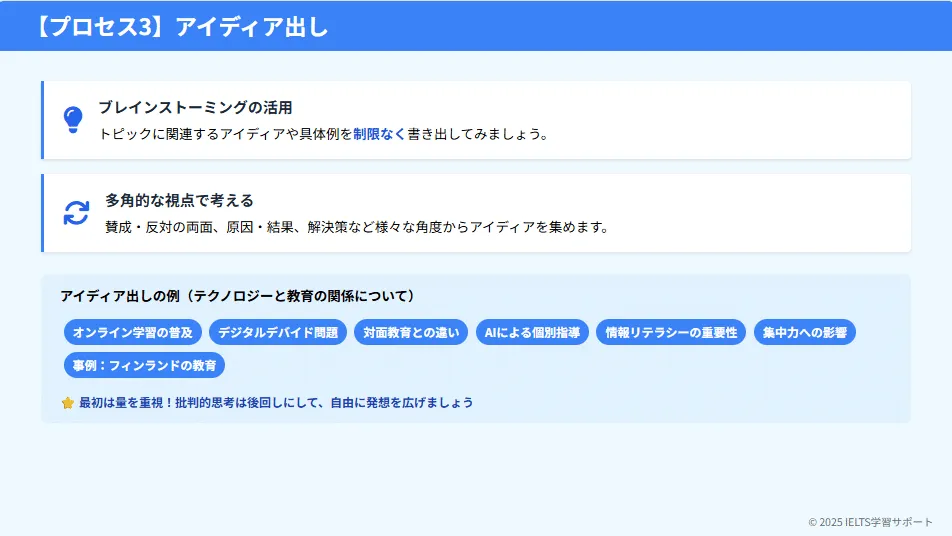 【プロセス3】アイディア出し
ブレインストーミングの活用
トピックに関連するアイディアや具体例を制限なく書き出してみましょう。
多角的な視点で考える
賛成・反対の両面、原因・結果、解決策など様々な角度からアイディアを集めます。
アイディア出しの例（テクノロジーと教育の関係について）
オンライン学習の普及 デジタルデバイド問題 対面教育との違い AIによる個別指導 情報リテラシーの重要性 集中力への影響
事例：フィンランドの教育
最初は量を重視！批判的思考は後回しにして、自由に発想を広げましょう
© 2025 IELTS学習サポート